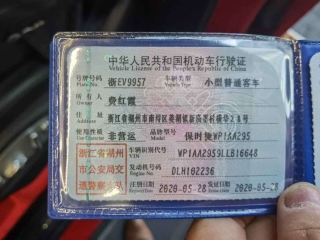 中华人民共和国机动车行驶证
Vehicle License of the People's Republic of China
号牌号码 浙EV9957 车辆类型 小型普通客车
Plate No. Vehicle Type
所有人 费红霞
Owner
住址 浙江省湖州市南浔区
Address
使用性质 非营运 品牌型号 保时捷WP1AA295
Use Character Model
浙江省湖州
市公安局交
通警察支队
车辆识别代号 WP1AA2959LLB16648
VIN
发动机号码 DLH102236
Engine No.
注册日期 2020-05-28 发证日期 2020-05-28
Register Date Issue Date